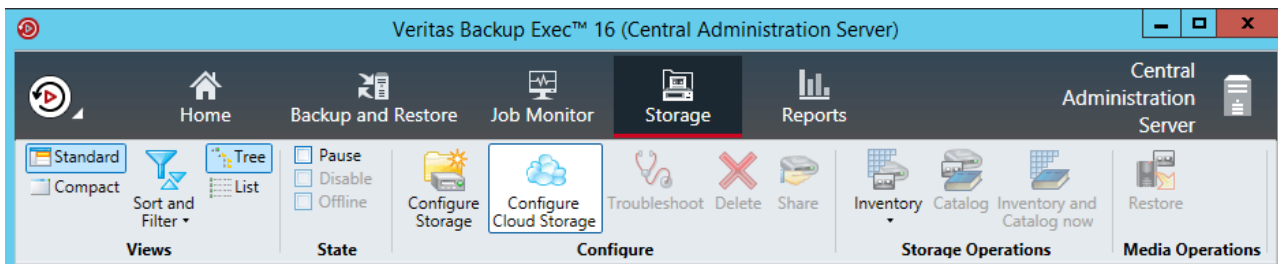 Veritas Backup Exec™ 16 (Central Administration Server)
Home
Backup and Restore
Job Monitor
Storage
Reports
Central
Administration
Server
Standard
Compact
Sort and
Filter
Tree
List
Views
Pause
Disable
Offline
State
Configure
Storage
Configure
Cloud Storage
Troubleshoot
Delete
Share
Configure
Inventory
Catalog
Inventory and
Catalog now
Storage Operations
Restore
Media Operations